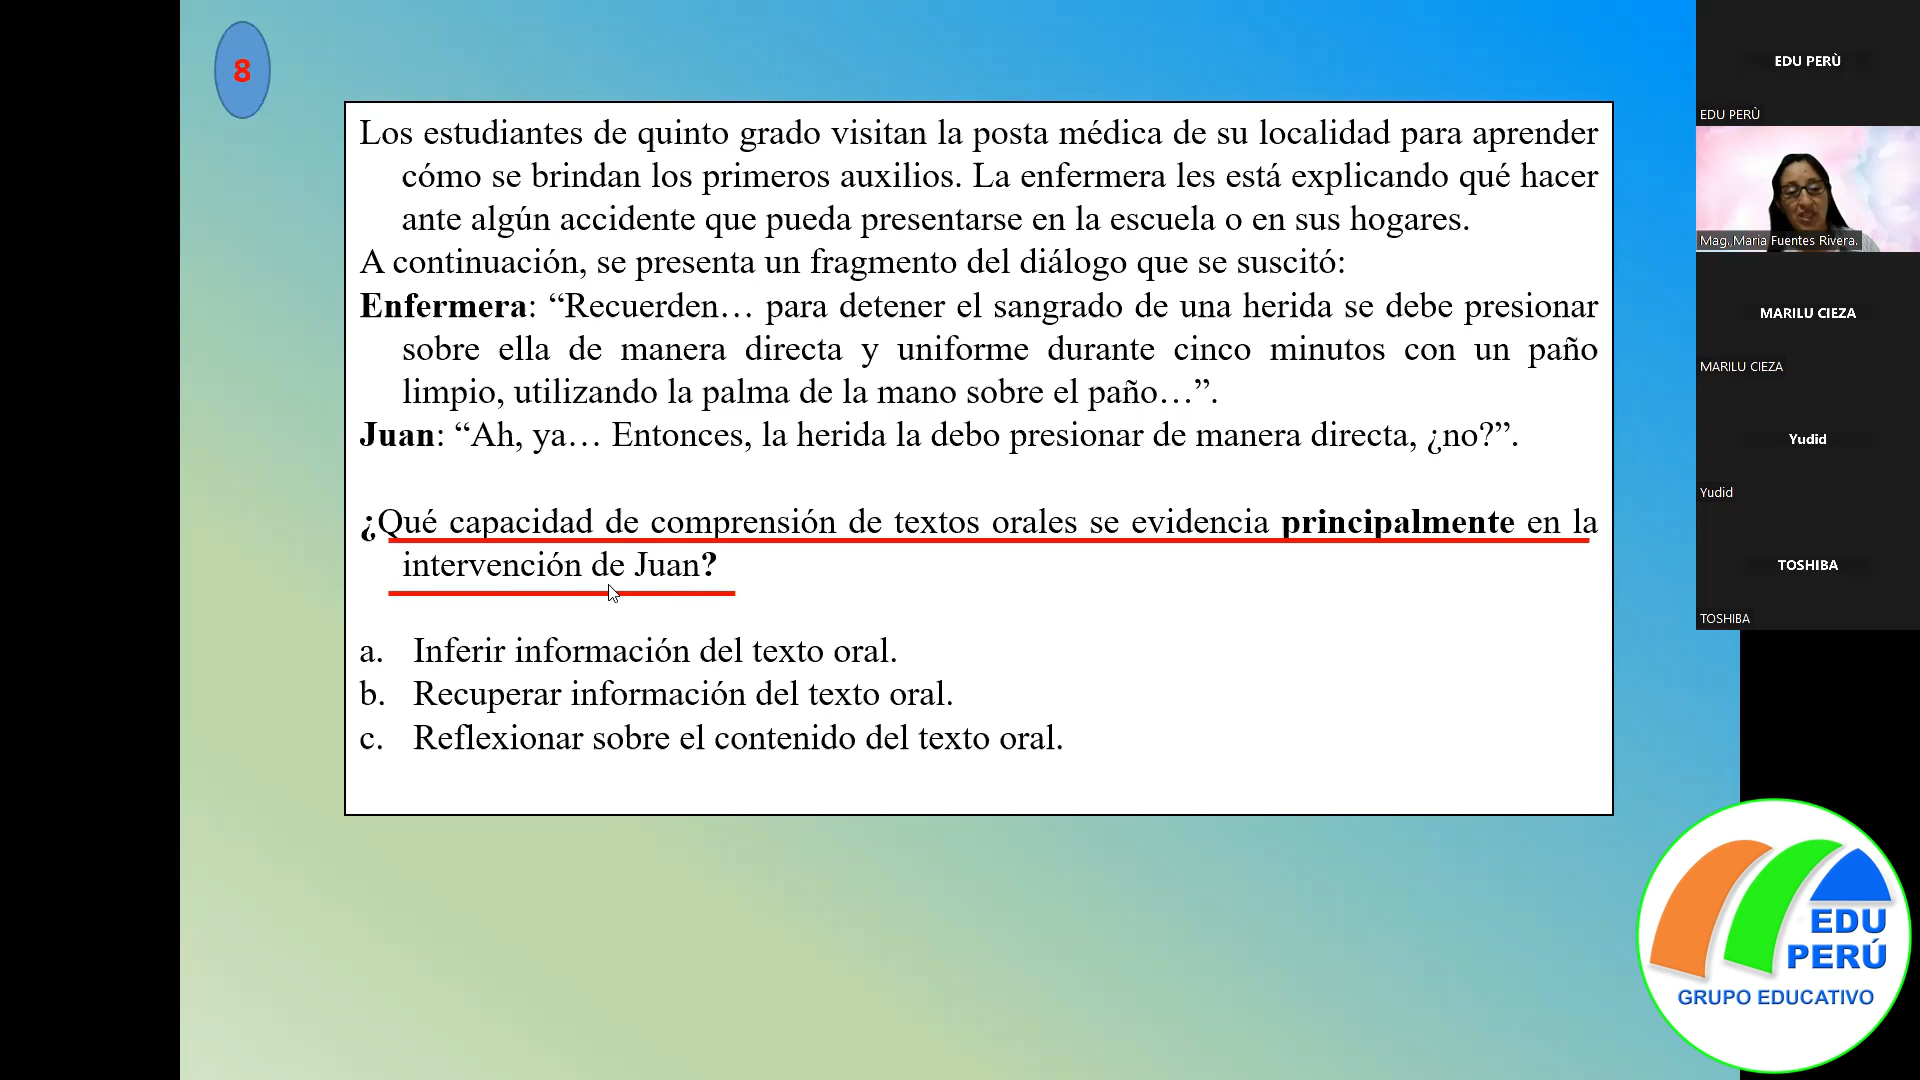 8
Los estudiantes de quinto grado visitan la posta médica de su localidad para aprender
cómo se brindan los primeros auxilios. La enfermera les está explicando qué hacer
ante algún accidente que pueda presentarse en la escuela o en sus hogares.
A continuación, se presenta un fragmento del diálogo que se suscitó:
Enfermera: “Recuerden… para detener el sangrado de una herida se debe presionar
sobre ella de manera directa y uniforme durante cinco minutos con un paño
limpio, utilizando la palma de la mano sobre el paño…”.
Juan: “Ah, ya… Entonces, la herida la debo presionar de manera directa, ¿no?”.
¿Qué capacidad de comprensión de textos orales se evidencia principalmente en la
intervención de Juan?
a. Inferir información del texto oral.
b. Recuperar información del texto oral.
c. Reflexionar sobre el contenido del texto oral.
EDU PERÙ
EDU PERÙ
Mag. Maria Fuentes Rivera.
MARILU CIEZA
MARILU CIEZA
Yudid
Yudid
TOSHIBA
TOSHIBA
EDU
PERÚ
GRUPO EDUCATIVO